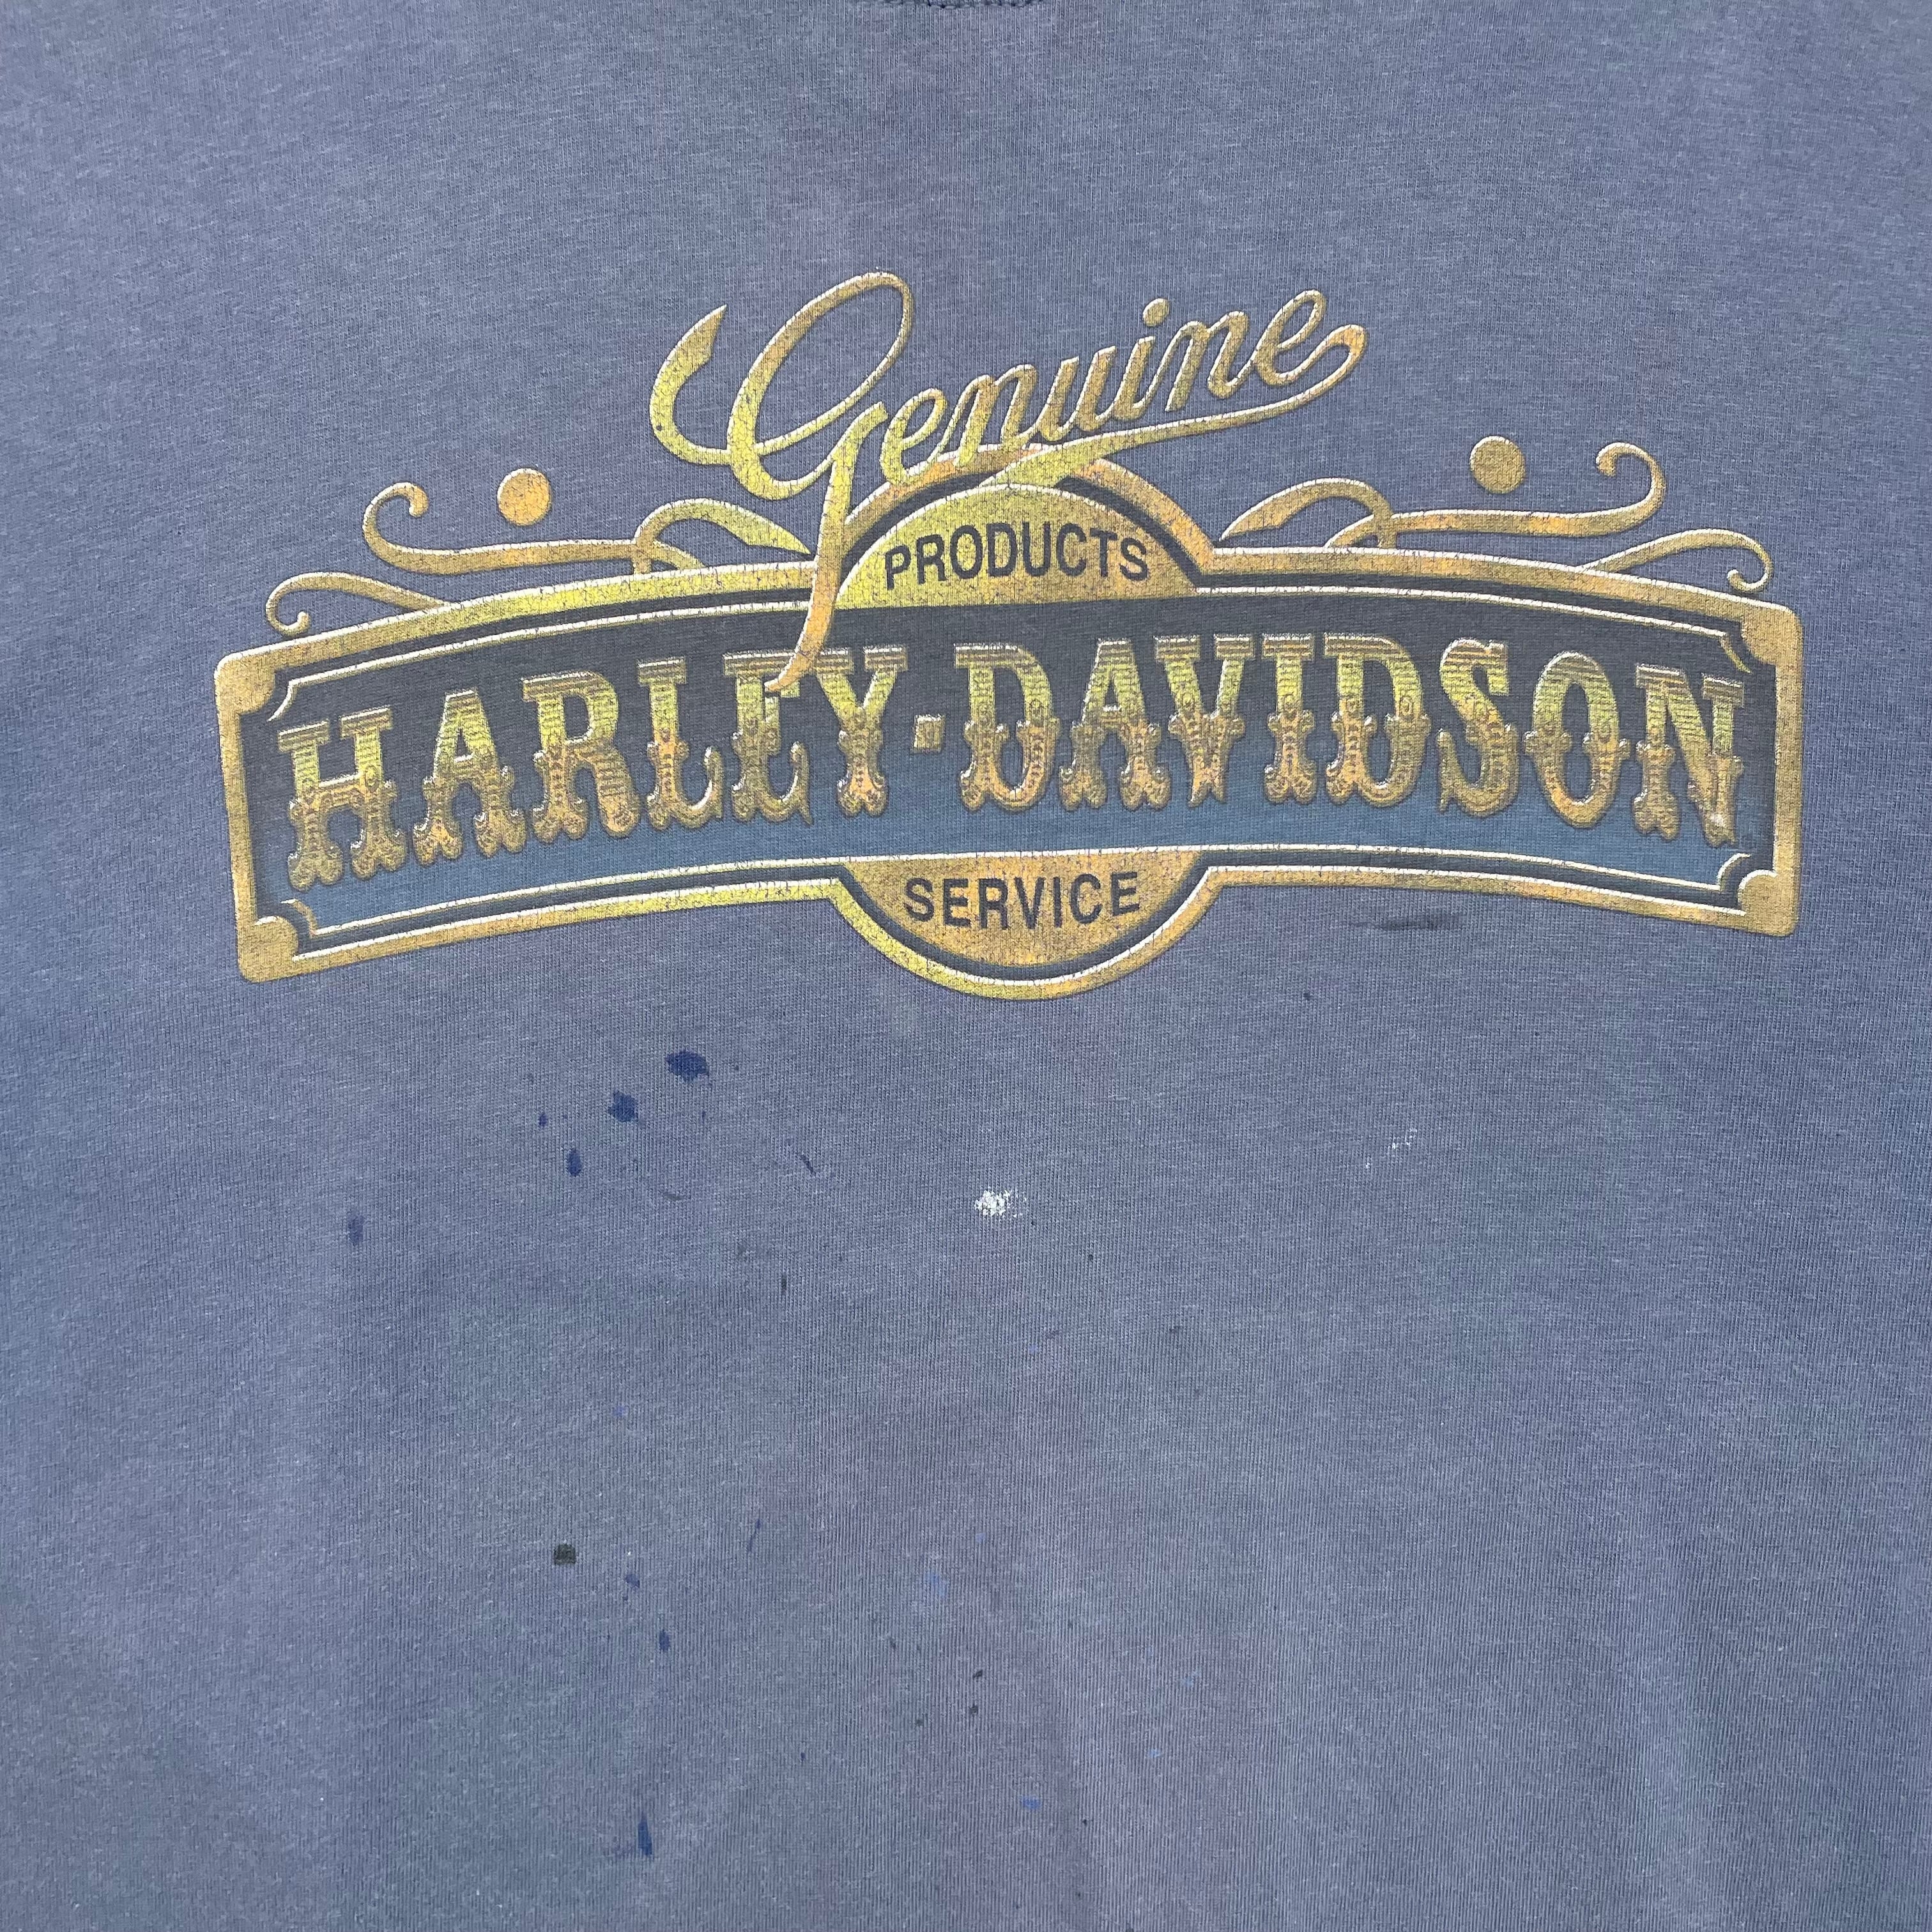 Genuine
PRODUCTS
HARLEY-DAVIDSON
SERVICE